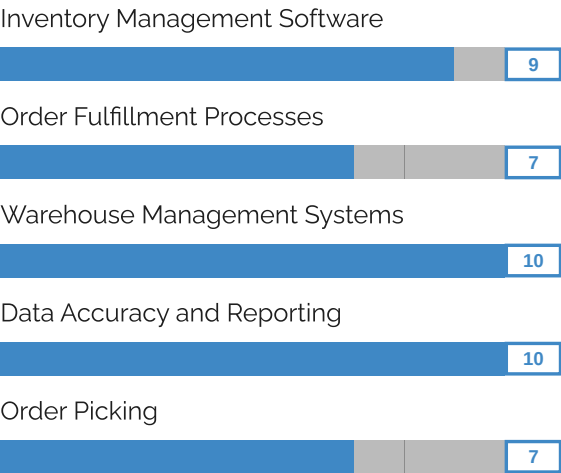 Inventory Management Software
9
Order Fulfillment Processes
7
Warehouse Management Systems
10
Data Accuracy and Reporting
10
Order Picking
7